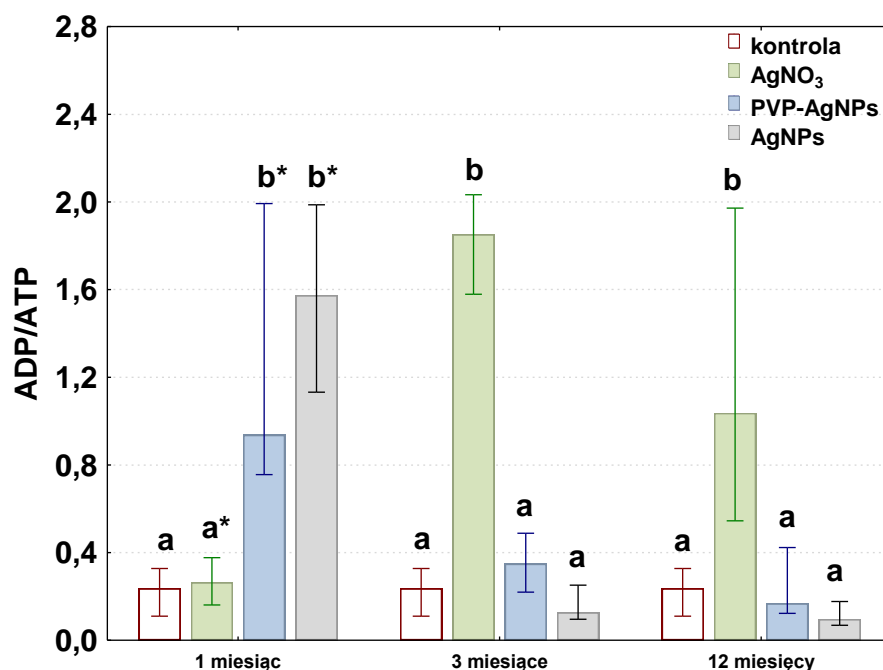 2,8
2,4
2,0
1,6
1,2
0,8
0,4
0,0
ADP/ATP
kontrola
AgNO₃
PVP-AgNPs
AgNPs
a a* b* b*
a b a a
a b a a
1 miesiąc 3 miesiące 12 miesięcy